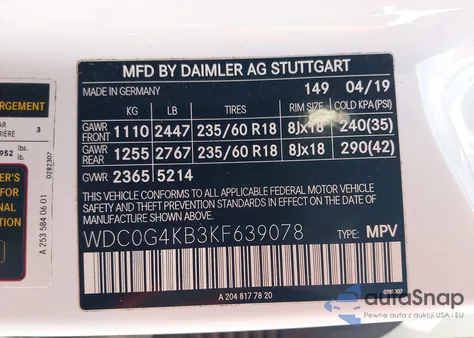 MFD BY DAIMLER AG STUTTGART
MADE IN GERMANY 149 04/19
KG LB TIRES RIM SIZE COLD KPA (PSI)
GAWR FRONT 1110 2447 235/60 R18 8Jx18 240(35)
GAWR REAR 1255 2767 235/60 R18 8Jx18 290(42)
GVWR 2365 5214
THIS VEHICLE CONFORMS TO ALL APPLICABLE FEDERAL MOTOR VEHICLE
SAFETY AND THEFT PREVENTION STANDARDS IN EFFECT ON THE DATE OF
MANUFACTURE SHOWN ABOVE.
WDC0G4KB3KF639078 TYPE: MPV
A 204 817 78 20
ARGEMENT
3
952 lb
A 253 584 06 01
autoSnap
Pewne auta z aukcji USA i EU